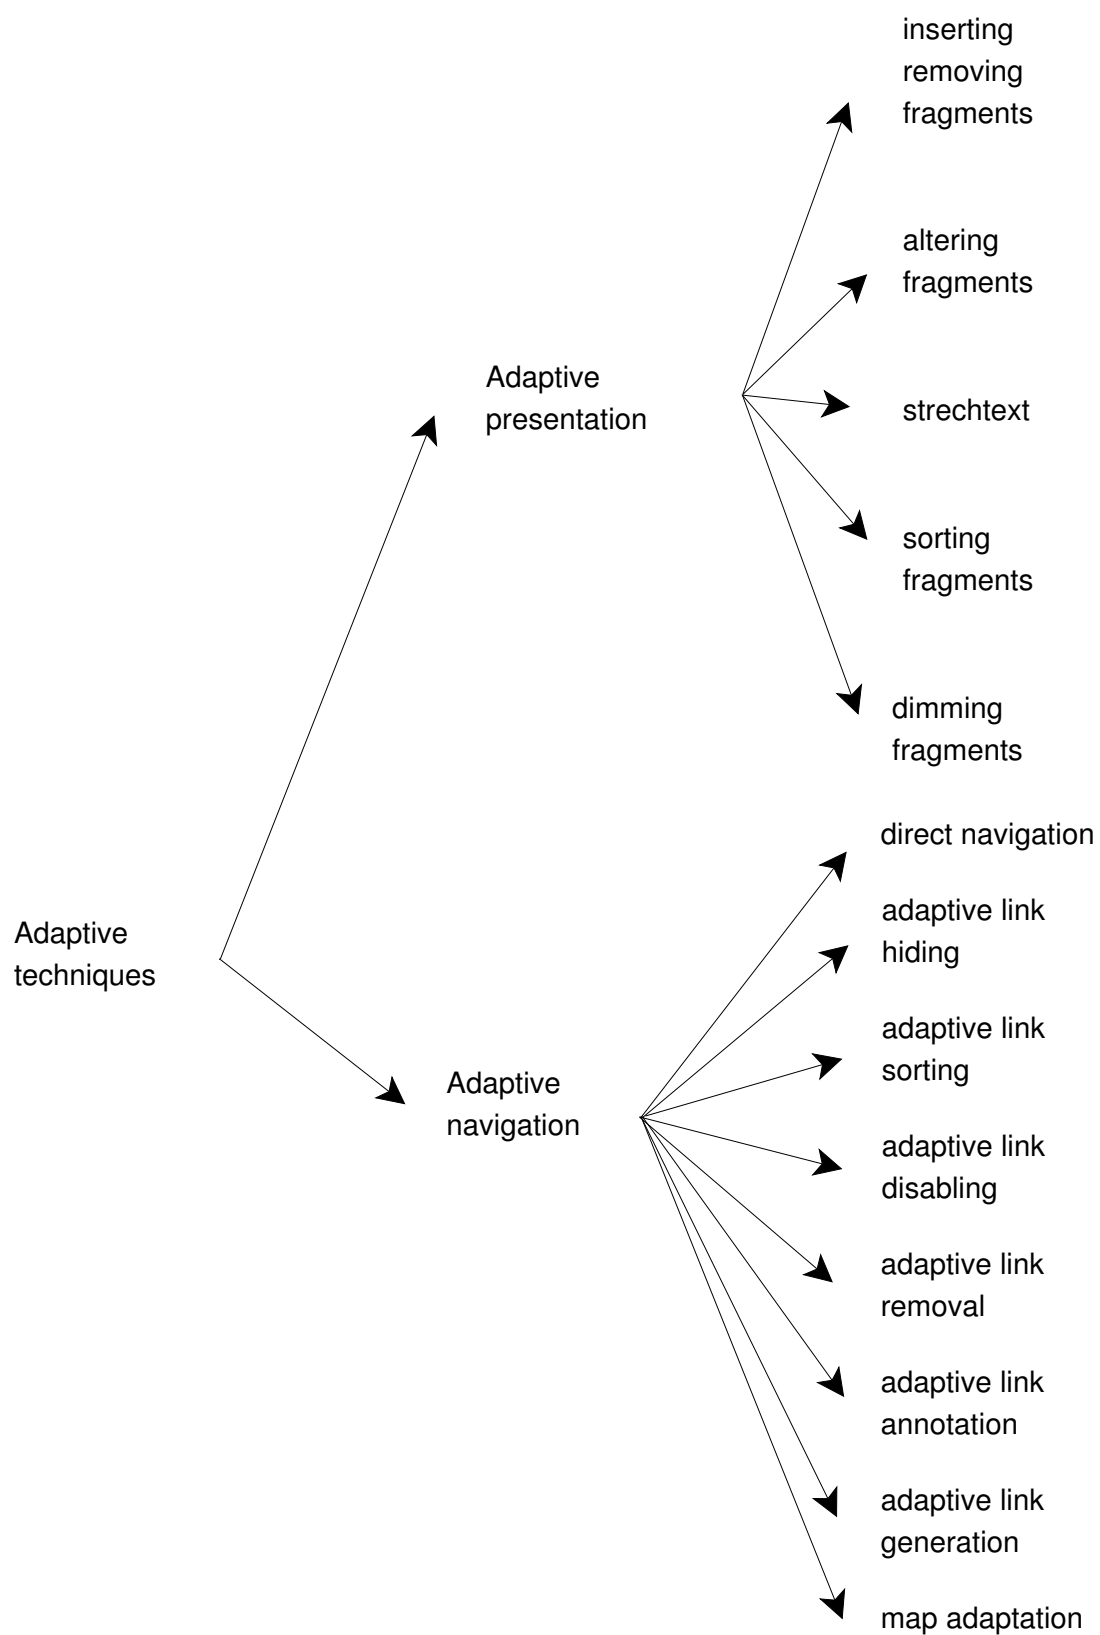 inserting
removing
fragments
altering
fragments
Adaptive
presentation
strechtext
sorting
fragments
dimming
fragments
direct navigation
adaptive link
hiding
Adaptive
techniques
adaptive link
sorting
Adaptive
navigation
adaptive link
disabling
adaptive link
removal
adaptive link
annotation
adaptive link
generation
map adaptation